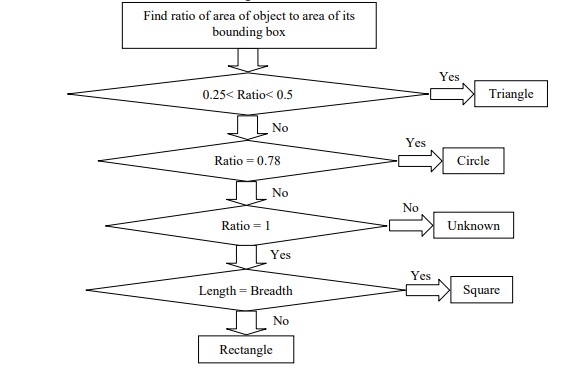 Find ratio of area of object to area of its
bounding box
0.25< Ratio< 0.5
Yes
Triangle
No
Ratio = 0.78
Yes
Circle
No
Ratio = 1
No
Unknown
Yes
Length = Breadth
Yes
Square
No
Rectangle